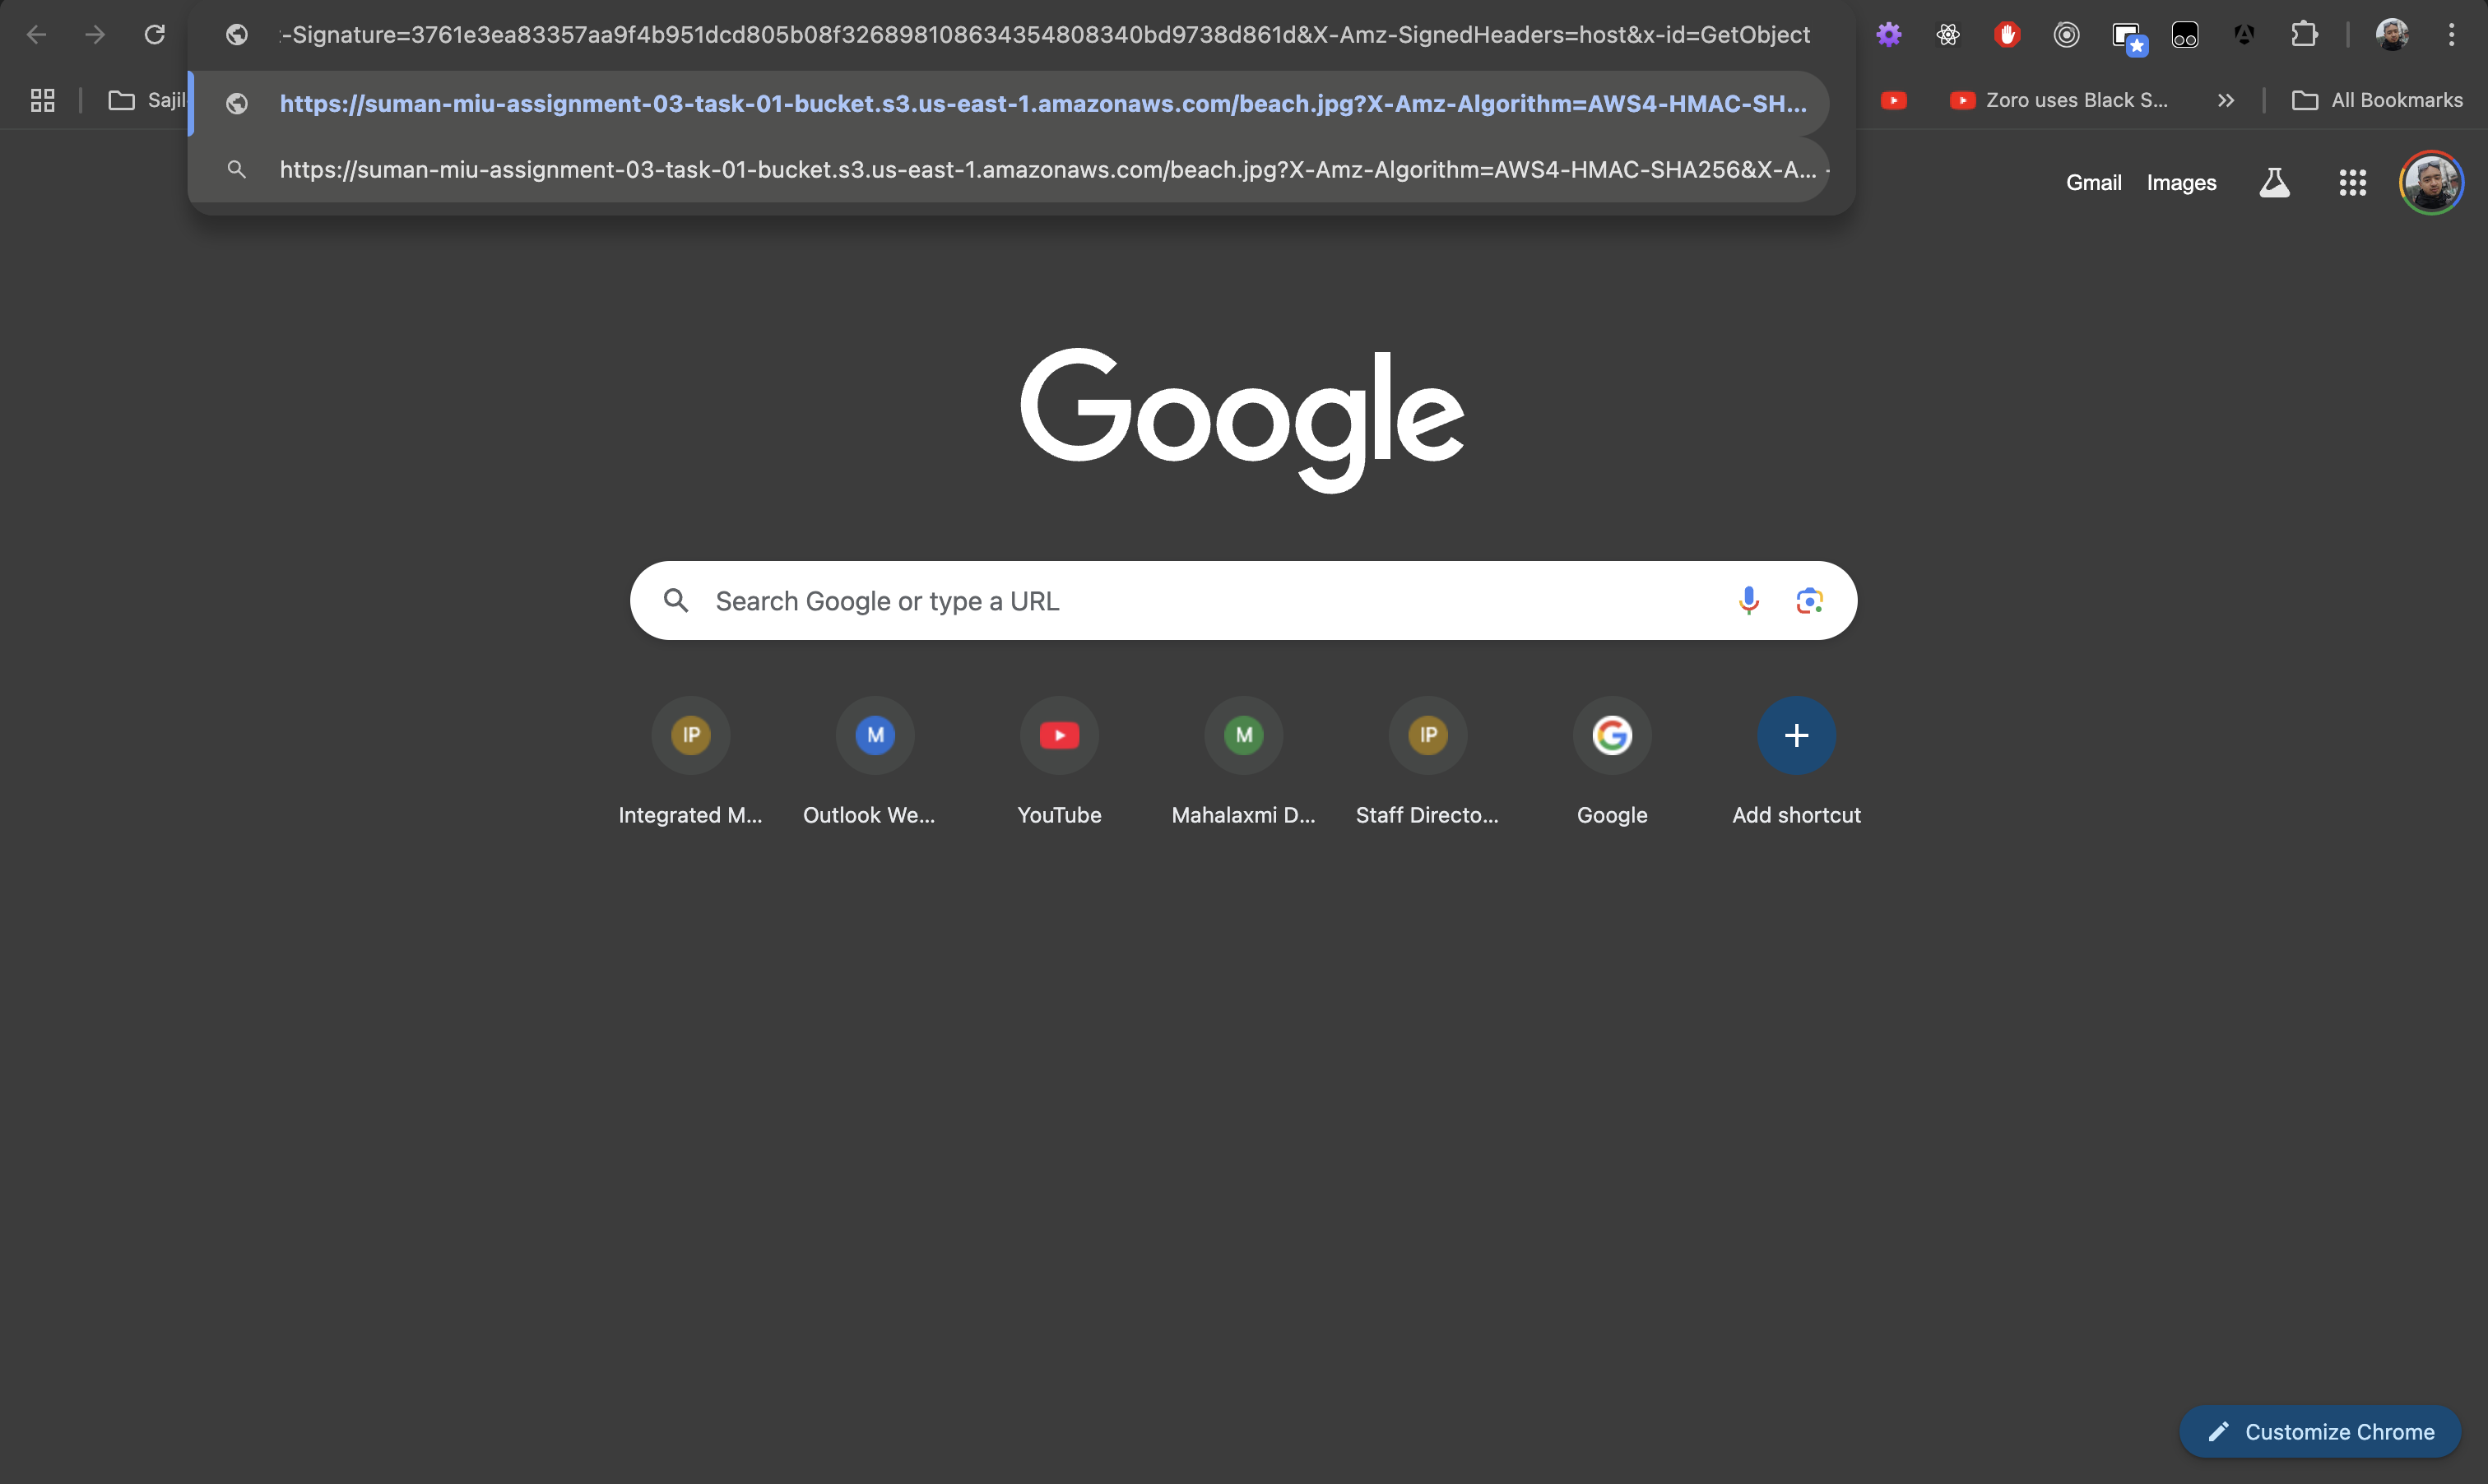 :-Signature=3761e3ea83357aa9f4b951dcd805b08f326898108634354808340bd9738d861d&X-Amz-SignedHeaders=host&x-id=GetObject
Sajil
https://suman-miu-assignment-03-task-01-bucket.s3.us-east-1.amazonaws.com/beach.jpg?X-Amz-Algorithm=AWS4-HMAC-SH...
Zoro uses Black S...
All Bookmarks
https://suman-miu-assignment-03-task-01-bucket.s3.us-east-1.amazonaws.com/beach.jpg?X-Amz-Algorithm=AWS4-HMAC-SHA256&X-A... -
Gmail Images
Google
Search Google or type a URL
IP M M IP
Integrated M... Outlook We... YouTube Mahalaxmi D... Staff Directo... Google Add shortcut
Customize Chrome